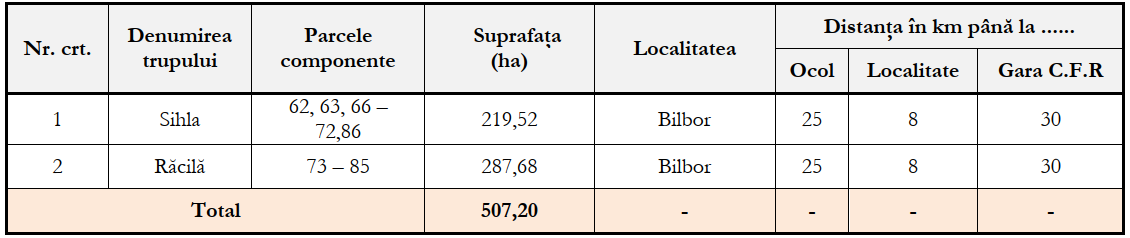 Nr. crt. Denumirea trupului Parcele componente Suprafața (ha) Localitatea Distanța în km până la ......
Ocol Localitate Gara C.F.R
1 Sihla 62, 63, 66 – 72,86 219,52 Bilbor 25 8 30
2 Răcilă 73 – 85 287,68 Bilbor 25 8 30
Total 507,20 - - - -